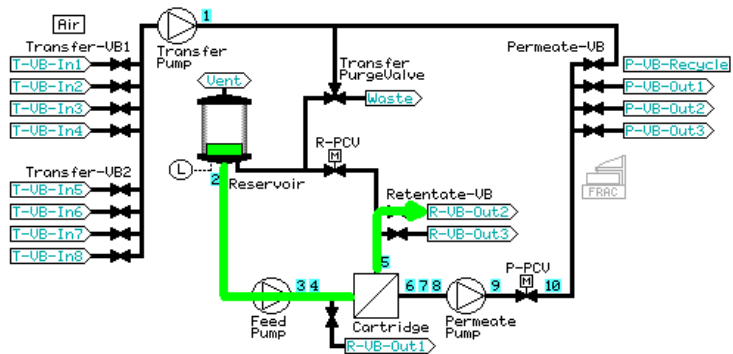 Air
1
Transfer-VB1
Transfer
Pump
Permeate-VB
T-VB-In1
T-VB-In2
T-VB-In3
T-VB-In4
Vent
Transfer
PurgeValve
Waste
P-VB-Recycle
P-VB-Out1
P-VB-Out2
P-VB-Out3
R-PCV
M
L
2
Reservoir
FRAC
Transfer-VB2
T-VB-In5
T-VB-In6
T-VB-In7
T-VB-In8
Retentate-VB
R-VB-Out2
R-VB-Out3
5
P-PCV
M
3 4
6 7 8
9
10
Feed
Pump
Cartridge
Permeate
Pump
R-VB-Out1